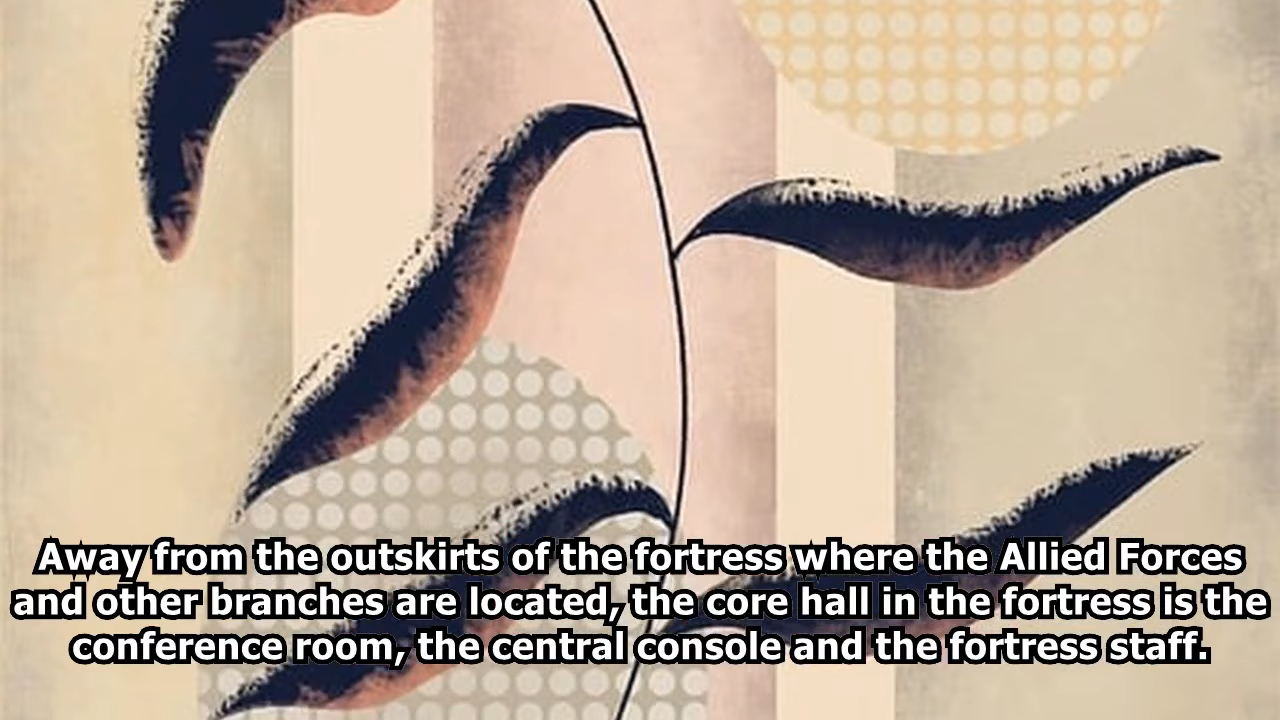 Away from the outskirts of the fortress where the Allied Forces
and other branches are located, the core hall in the fortress is the
conference room, the central console and the fortress staff.